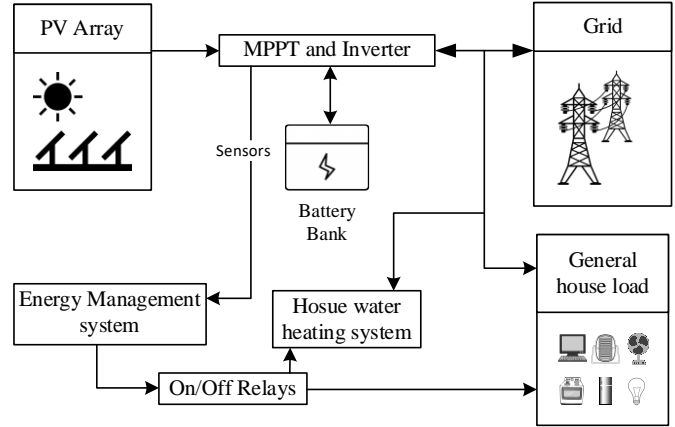 PV Array
MPPT and Inverter
Grid
Sensors
Battery
Bank
General
house load
Energy Management
system
Hosue water
heating system
On/Off Relays